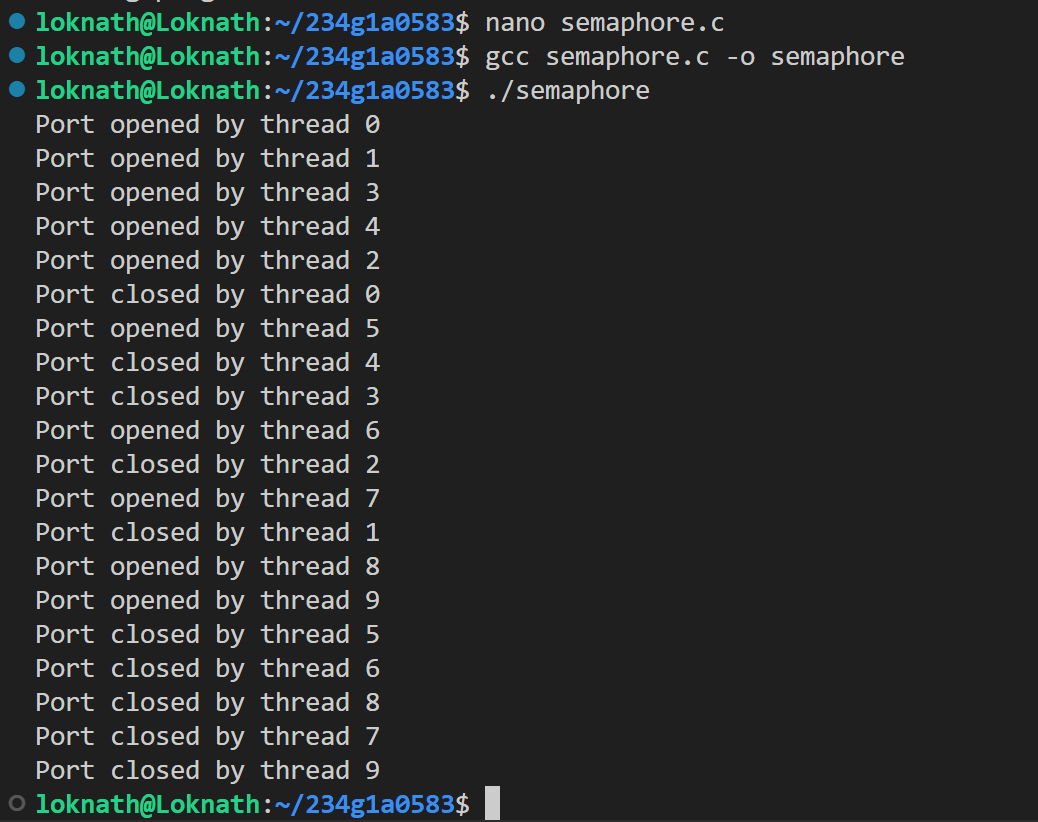 loknath@Loknath:~/234g1a0583$ nano semaphore.c
loknath@Loknath:~/234g1a0583$ gcc semaphore.c -o semaphore
loknath@Loknath:~/234g1a0583$ ./semaphore
Port opened by thread 0
Port opened by thread 1
Port opened by thread 3
Port opened by thread 4
Port opened by thread 2
Port closed by thread 0
Port opened by thread 5
Port closed by thread 4
Port closed by thread 3
Port opened by thread 6
Port closed by thread 2
Port opened by thread 7
Port closed by thread 1
Port opened by thread 8
Port opened by thread 9
Port closed by thread 5
Port closed by thread 6
Port closed by thread 8
Port closed by thread 7
Port closed by thread 9
loknath@Loknath:~/234g1a0583$